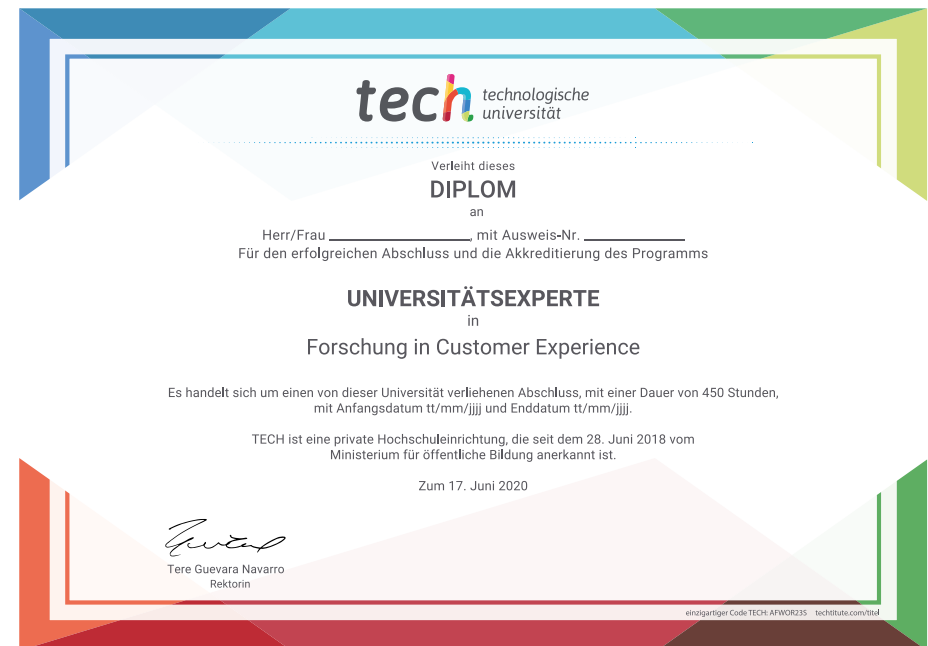 tech technologische
universität
Verleiht dieses
DIPLOM
an
Herr/Frau ____________, mit Ausweis-Nr. ____________
Für den erfolgreichen Abschluss und die Akkreditierung des Programms
UNIVERSITÄTSEXPERTE
in
Forschung in Customer Experience
Es handelt sich um einen von dieser Universität verliehenen Abschluss, mit einer Dauer von 450 Stunden,
mit Anfangsdatum tt/mm/jjjj und Enddatum tt/mm/jjjj.
TECH ist eine private Hochschuleinrichtung, die seit dem 28. Juni 2018 vom
Ministerium für öffentliche Bildung anerkannt ist.
Zum 17. Juni 2020
Tere Guevara Navarro
Rektorin
einzigartiger Code TECH: AFWOR23S techtitute.com/titel